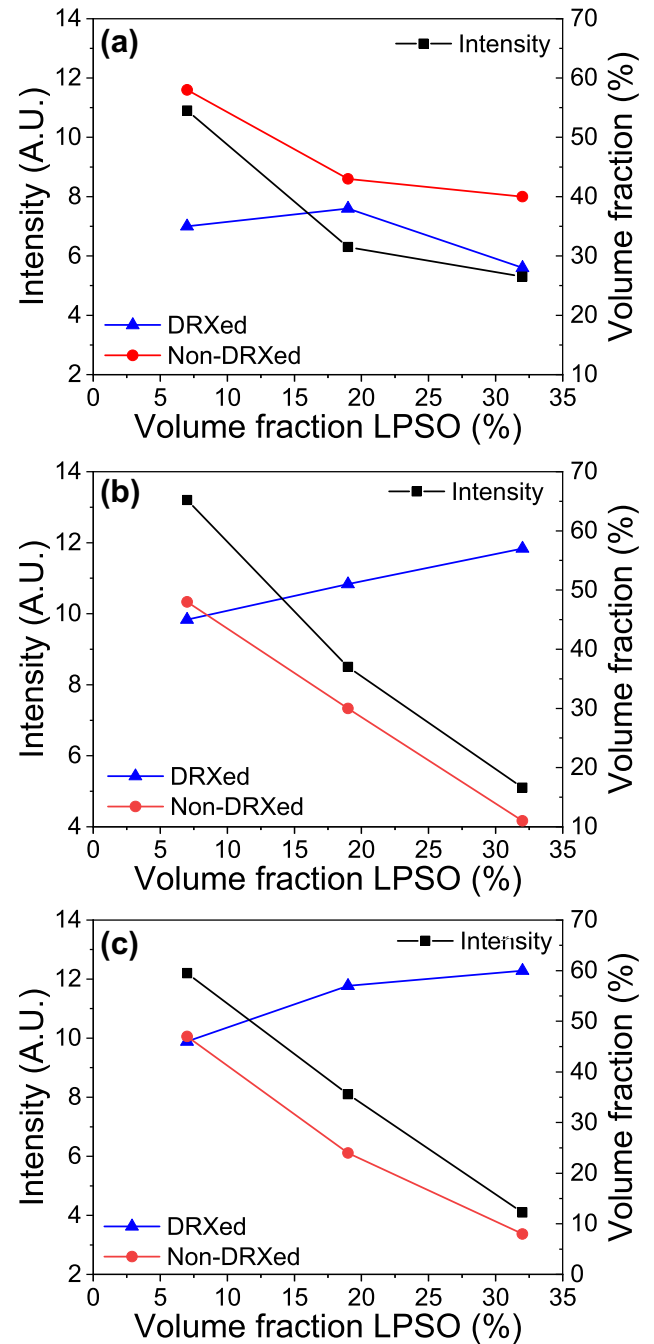 (a)
Intensity
DRXed
Non-DRXed
14
12
10
8
6
4
2
70
60
50
40
30
20
10
0 5 10 15 20 25 30 35
Intensity (A.U.)
Volume fraction (%)
Volume fraction LPSO (%)
(b)
Intensity
DRXed
Non-DRXed
14
12
10
8
6
4
70
60
50
40
30
20
10
0 5 10 15 20 25 30 35
Intensity (A.U.)
Volume fraction (%)
Volume fraction LPSO (%)
(c)
Intensity
DRXed
Non-DRXed
14
12
10
8
6
4
2
70
60
50
40
30
20
10
0
0 5 10 15 20 25 30 35
Intensity (A.U.)
Volume fraction (%)
Volume fraction LPSO (%)